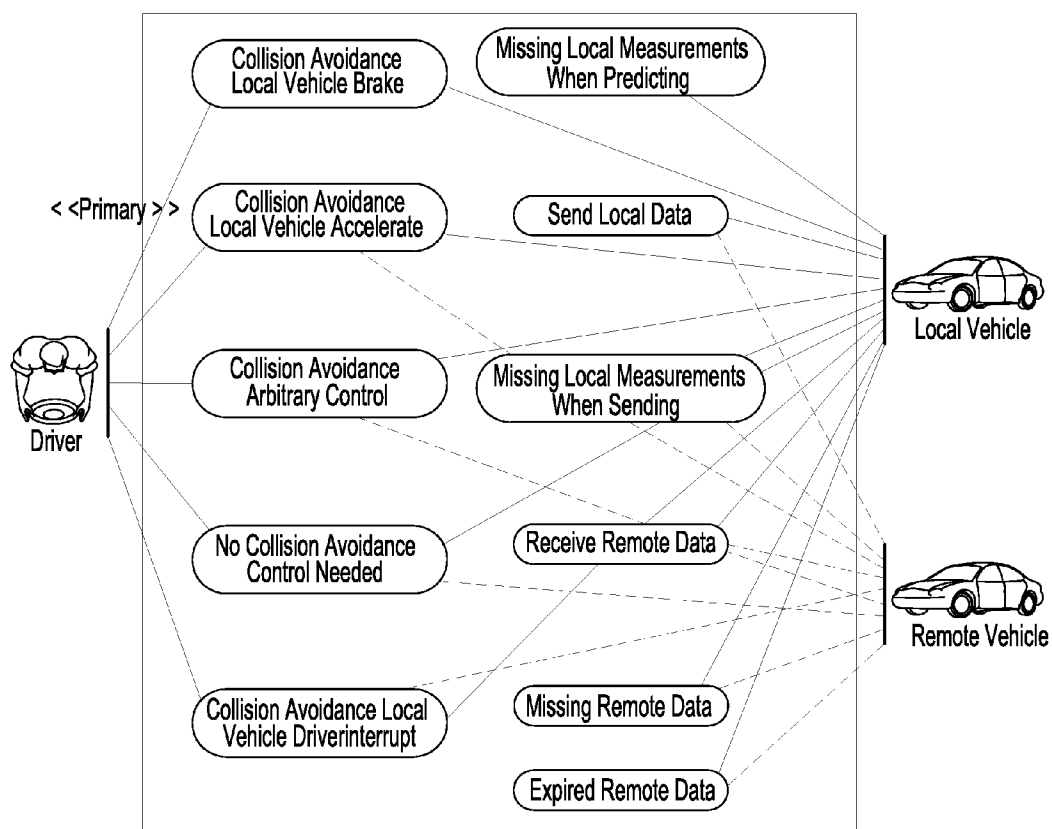 Collision Avoidance
Local Vehicle Brake
Missing Local Measurements
When Predicting
< <Primary > >
Collision Avoidance
Local Vehicle Accelerate
Send Local Data
Local Vehicle
Driver
Collision Avoidance
Arbitrary Control
Missing Local Measurements
When Sending
No Collision Avoidance
Control Needed
Receive Remote Data
Remote Vehicle
Collision Avoidance Local
Vehicle Driverinterrupt
Missing Remote Data
Expired Remote Data